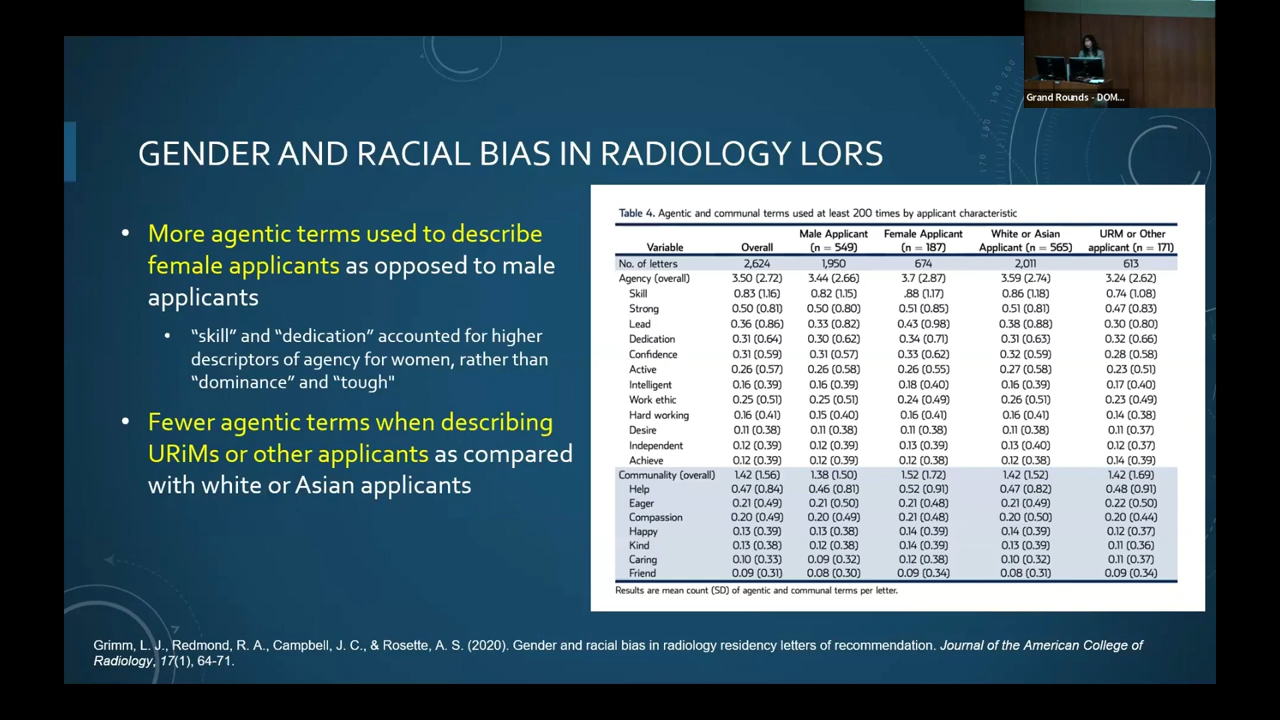 Grand Rounds - DOM...
GENDER AND RACIAL BIAS IN RADIOLOGY LORS
• More agentic terms used to describe
female applicants as opposed to male
applicants
• “skill” and “dedication” accounted for higher
descriptors of agency for women, rather than
“dominance” and “tough"
• Fewer agentic terms when describing
URiMs or other applicants as compared
with white or Asian applicants
Table 4. Agentic and communal terms used at least 200 times by applicant characteristic
Male Applicant Female Applicant White or Asian URM or Other
Variable Overall (n = 549) (n = 187) Applicant (n = 565) applicant (n = 171)
No. of letters 2,624 1,950 674 2,011 613
Agency (overall) 3.50 (2.72) 3.44 (2.66) 3.7 (2.87) 3.59 (2.74) 3.24 (2.62)
Skill 0.83 (1.16) 0.82 (1.15) .88 (1.17) 0.86 (1.18) 0.74 (1.08)
Strong 0.50 (0.81) 0.50 (0.80) 0.51 (0.85) 0.51 (0.81) 0.47 (0.83)
Lead 0.36 (0.86) 0.33 (0.82) 0.43 (0.98) 0.38 (0.88) 0.30 (0.80)
Dedication 0.31 (0.64) 0.30 (0.62) 0.34 (0.71) 0.31 (0.63) 0.32 (0.66)
Confidence 0.31 (0.59) 0.31 (0.57) 0.33 (0.62) 0.32 (0.59) 0.28 (0.58)
Active 0.26 (0.57) 0.26 (0.58) 0.26 (0.55) 0.27 (0.58) 0.23 (0.51)
Intelligent 0.16 (0.39) 0.16 (0.39) 0.18 (0.40) 0.16 (0.39) 0.17 (0.40)
Work ethic 0.25 (0.51) 0.25 (0.51) 0.24 (0.49) 0.26 (0.51) 0.23 (0.49)
Hard working 0.16 (0.41) 0.15 (0.40) 0.16 (0.41) 0.16 (0.41) 0.14 (0.38)
Desire 0.11 (0.38) 0.11 (0.38) 0.11 (0.38) 0.11 (0.38) 0.11 (0.37)
Independent 0.12 (0.39) 0.12 (0.39) 0.13 (0.39) 0.13 (0.40) 0.12 (0.37)
Achieve 0.12 (0.39) 0.12 (0.39) 0.12 (0.38) 0.12 (0.38) 0.14 (0.39)
Communality (overall) 1.42 (1.56) 1.38 (1.50) 1.52 (1.72) 1.42 (1.52) 1.42 (1.69)
Help 0.47 (0.84) 0.46 (0.81) 0.52 (0.91) 0.47 (0.82) 0.48 (0.91)
Eager 0.21 (0.49) 0.21 (0.50) 0.21 (0.48) 0.21 (0.49) 0.22 (0.50)
Compassion 0.20 (0.49) 0.20 (0.49) 0.21 (0.48) 0.20 (0.50) 0.20 (0.44)
Happy 0.13 (0.39) 0.13 (0.38) 0.14 (0.39) 0.14 (0.39) 0.12 (0.37)
Kind 0.13 (0.38) 0.12 (0.38) 0.14 (0.39) 0.13 (0.39) 0.11 (0.36)
Caring 0.10 (0.33) 0.09 (0.32) 0.12 (0.38) 0.10 (0.32) 0.11 (0.37)
Friend 0.09 (0.31) 0.08 (0.30) 0.09 (0.34) 0.08 (0.31) 0.09 (0.34)
Results are mean count (SD) of agentic and communal terms per letter.
Grimm, L. J., Redmond, R. A., Campbell, J. C., & Rosette, A. S. (2020). Gender and racial bias in radiology residency letters of recommendation. Journal of the American College of
Radiology, 17(1), 64-71.